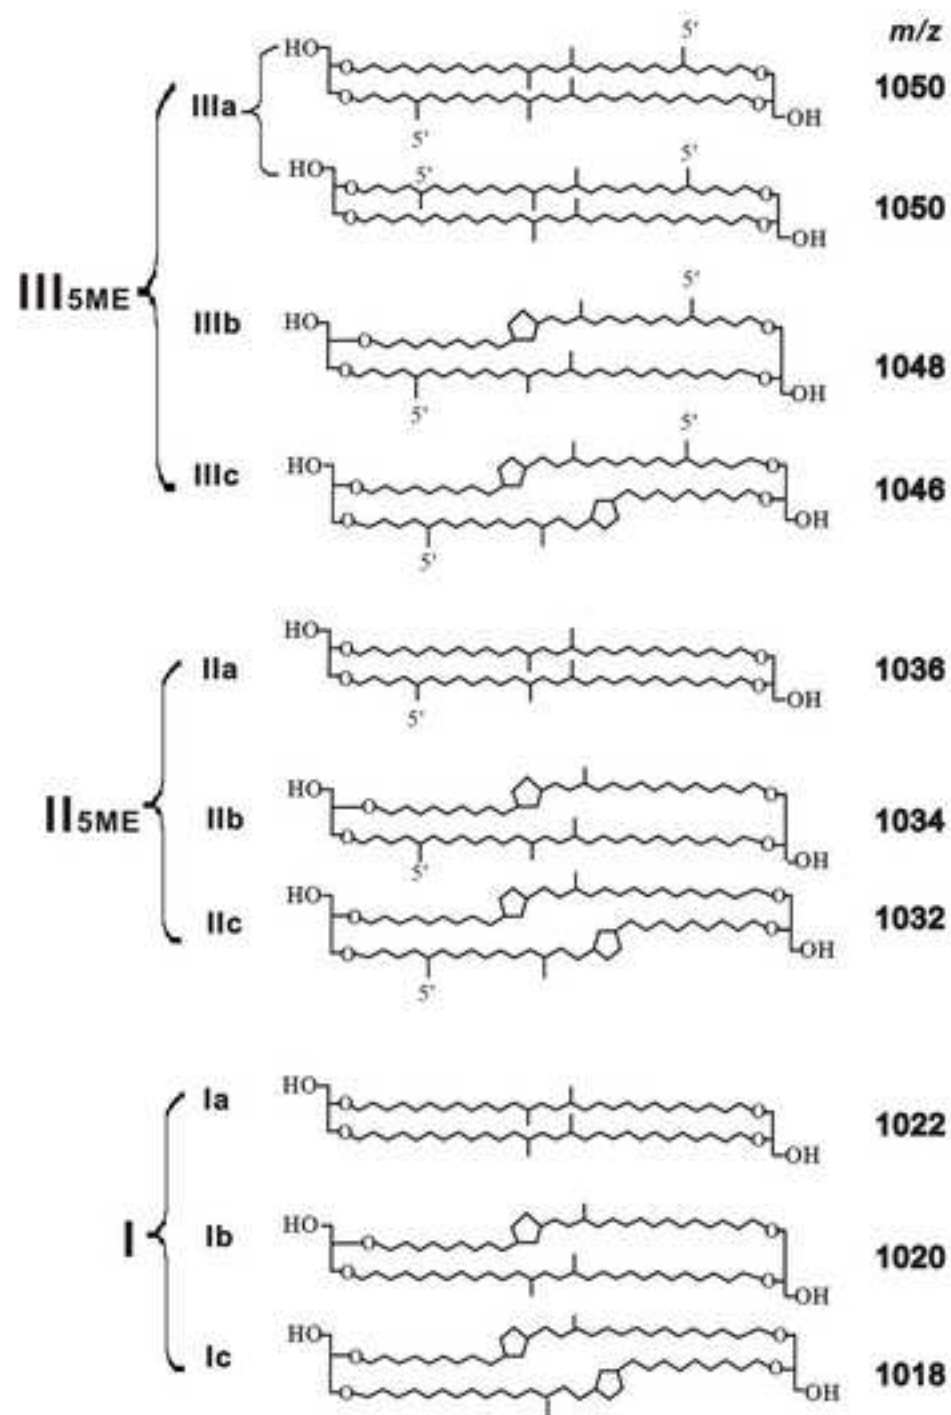 m/z
5'
HO
O O
IIIa 1050
O O
OH
5'
5'
HO 5'
O O
1050
O O
OH
III5ME
5'
IIIb HO
O O
1048
O O
OH
5'
5'
IIIc HO O
O O
1046
O OH
5'
HO
O O
IIa 1036
O O
OH
5'
HO O
II5ME IIb O
1034
O O
5' OH
HO O
IIc O O
1032
O OH
5'
Ia HO
O O
1022
O O
OH
HO O
I Ib O
1020
O O
OH
HO O
Ic O O
1018
O OH